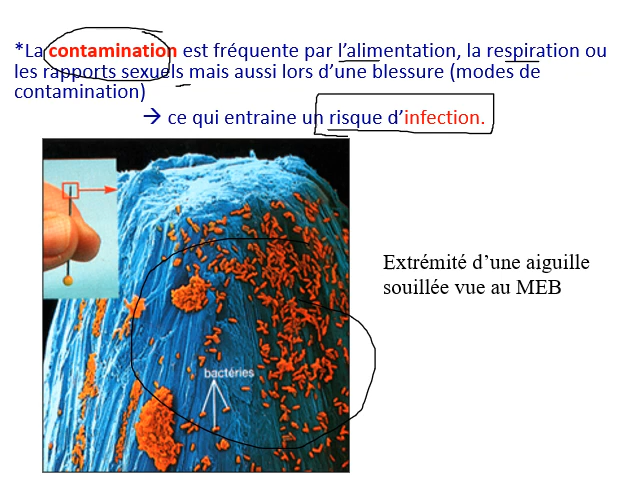 *La contamination est fréquente par l’alimentation, la respiration ou
les rapports sexuels mais aussi lors d’une blessure (modes de
contamination)
→ ce qui entraine un risque d’infection.
Extrémité d’une aiguille
souillée vue au MEB
bactéries